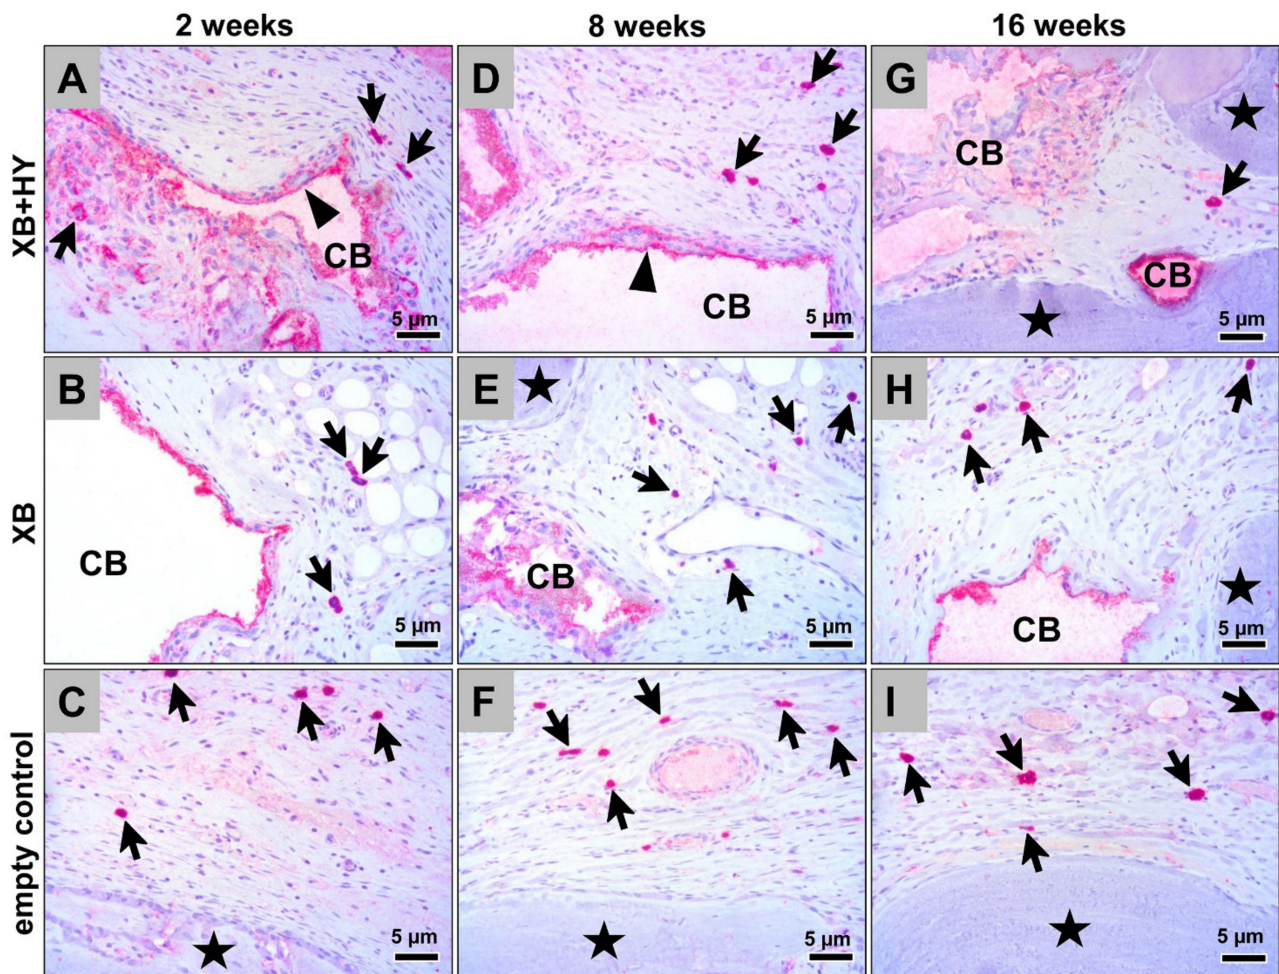 2 weeks
8 weeks
16 weeks
XB+HY
A
CB
5 µm
D
CB
5 µm
G
CB
CB
5 µm
XB
B
CB
5 µm
E
CB
5 µm
H
CB
5 µm
empty control
C
5 µm
F
5 µm
I
5 µm